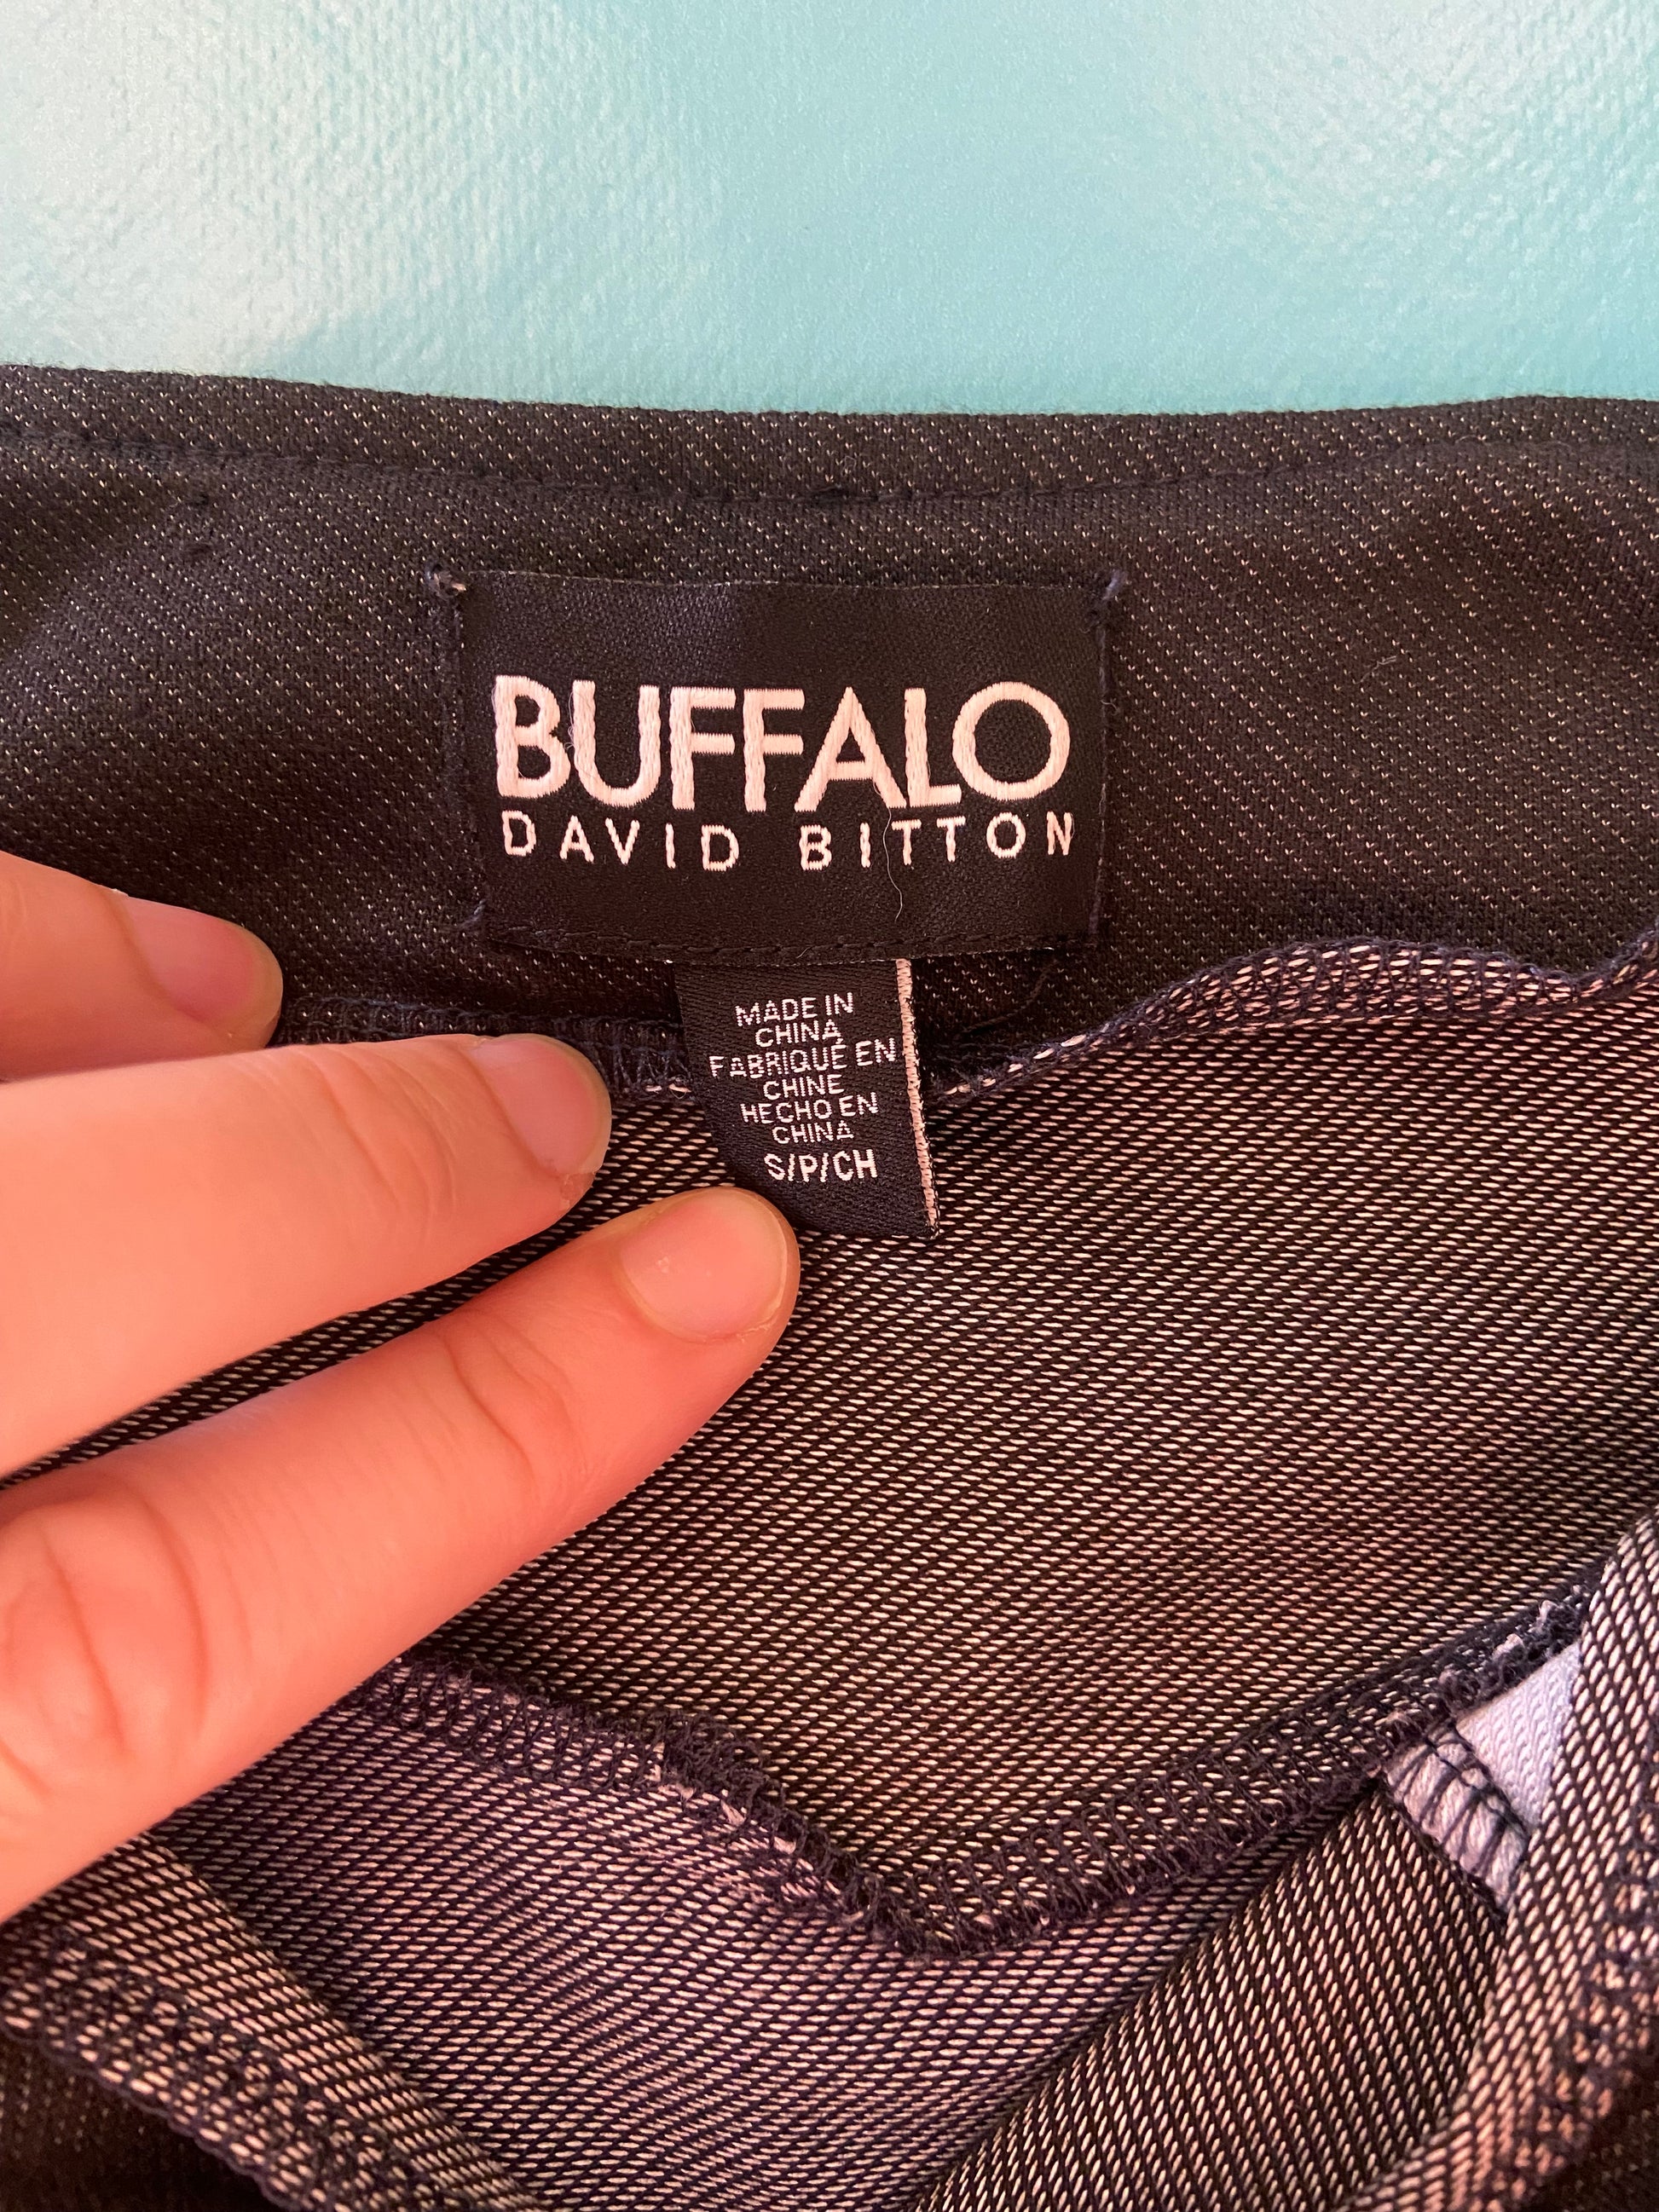 BUFFALO
DAVID BITTON
MADE IN
CHINA
FABRIQUÉ EN
CHINE
HECHO EN
CHINA
S/P/CH